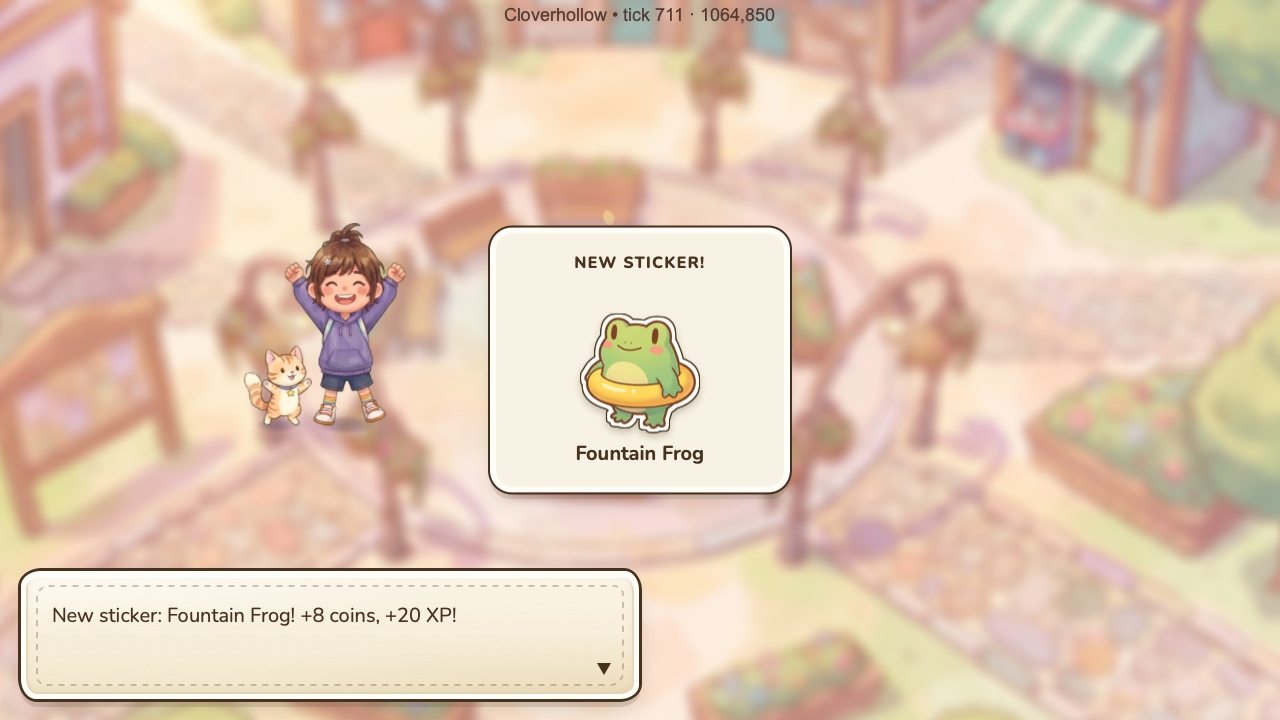 Cloverhollow • tick 711 · 1064,850
NEW STICKER!
Fountain Frog
New sticker: Fountain Frog! +8 coins, +20 XP!